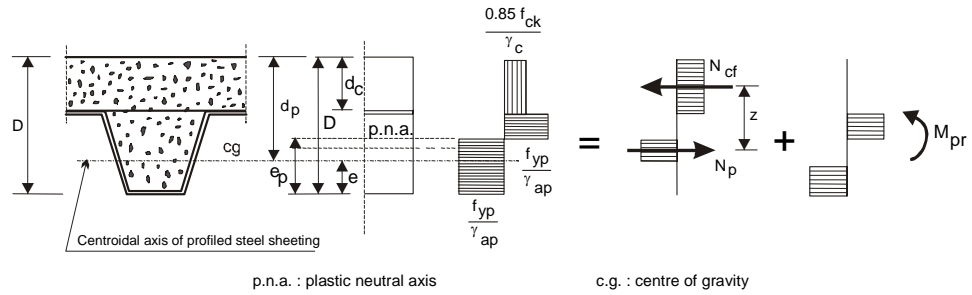 0.85 f_ck
γ_c
D
d_p
cg
D
d_c
p.n.a.
e_p
e
f_yp
γ_ap
f_yp
γ_ap
=
N_cf
z
N_p
+
M_pr
Centroidal axis of profiled steel sheeting
p.n.a. : plastic neutral axis
c.g. : centre of gravity